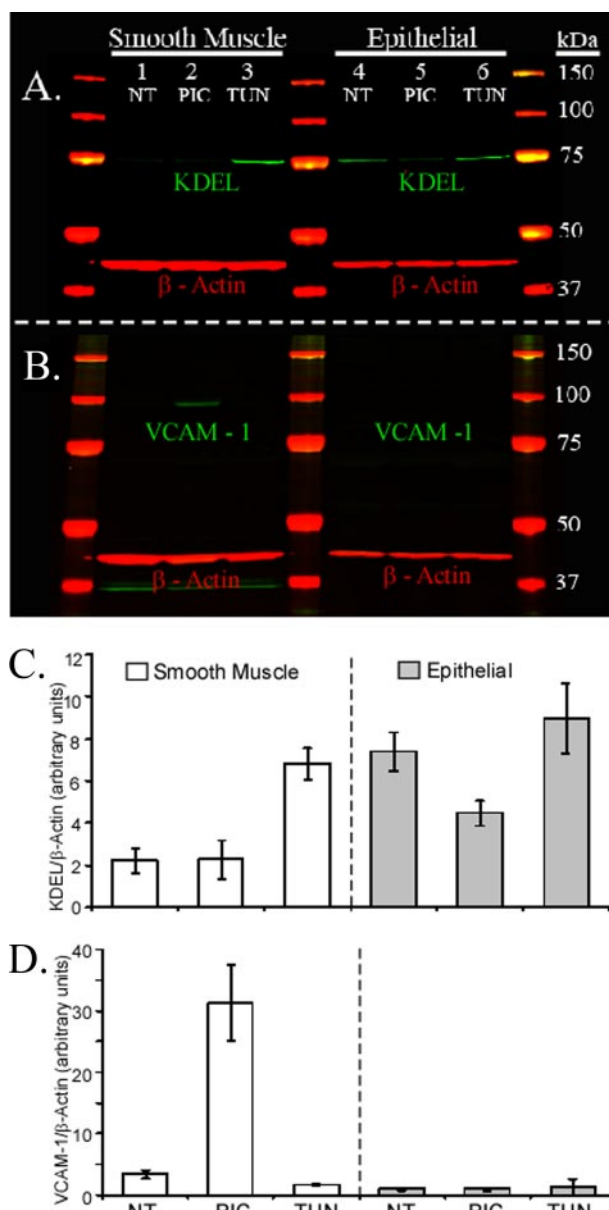 Smooth Muscle Epithelial kDa
A. 1 2 3 4 5 6 150
NT PIC TUN NT PIC TUN
100
75
KDEL KDEL
50
β - Actin β - Actin 37
B. 150
100
VCAM - 1 VCAM -1
75
50
β - Actin β - Actin 37
C.
KDEL/β-Actin (arbitrary units)
12
Smooth Muscle Epithelial
10
8
6
4
2
0
D.
VCAM-1/β-Actin (arbitrary units)
40
30
20
10
5
0
NT PIC TUN NT PIC TUN